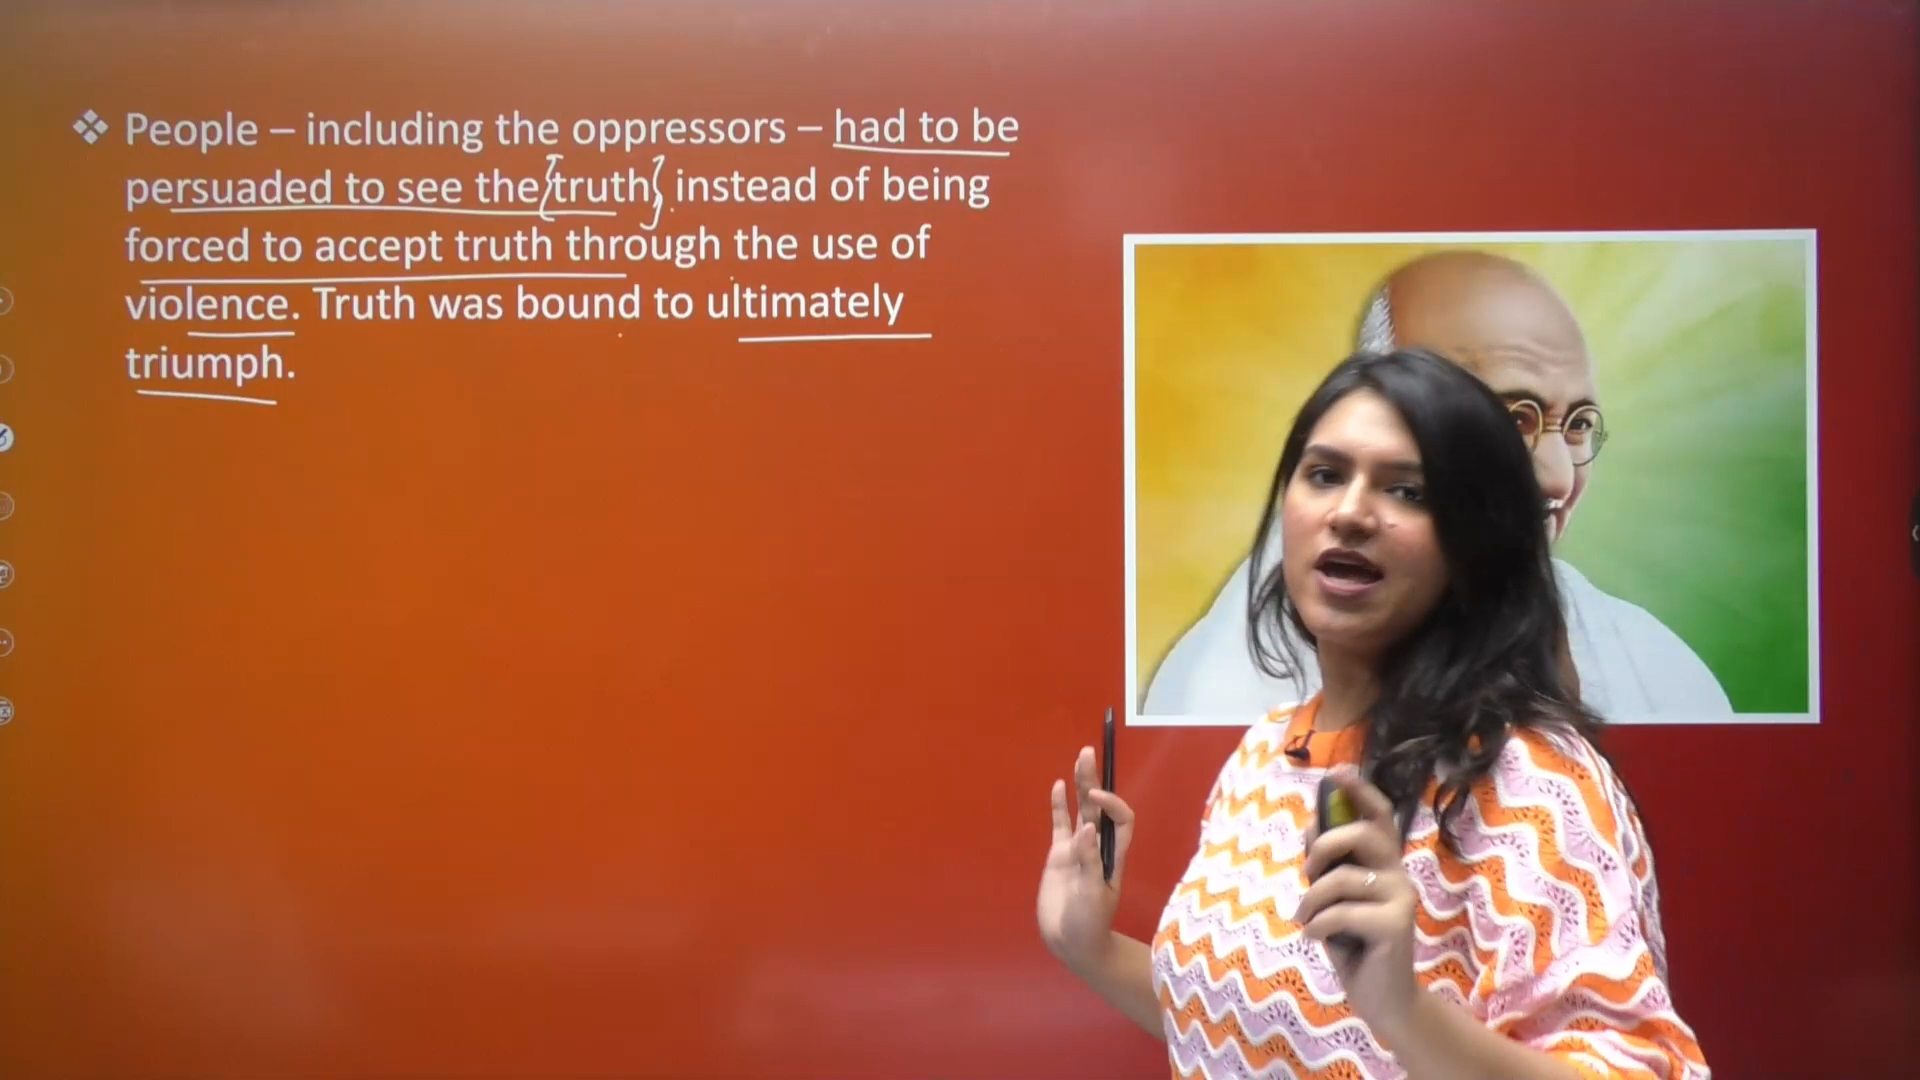 ❖ People – including the oppressors – had to be
persuaded to see the {truth} instead of being
forced to accept truth through the use of
violence. Truth was bound to ultimately
triumph.